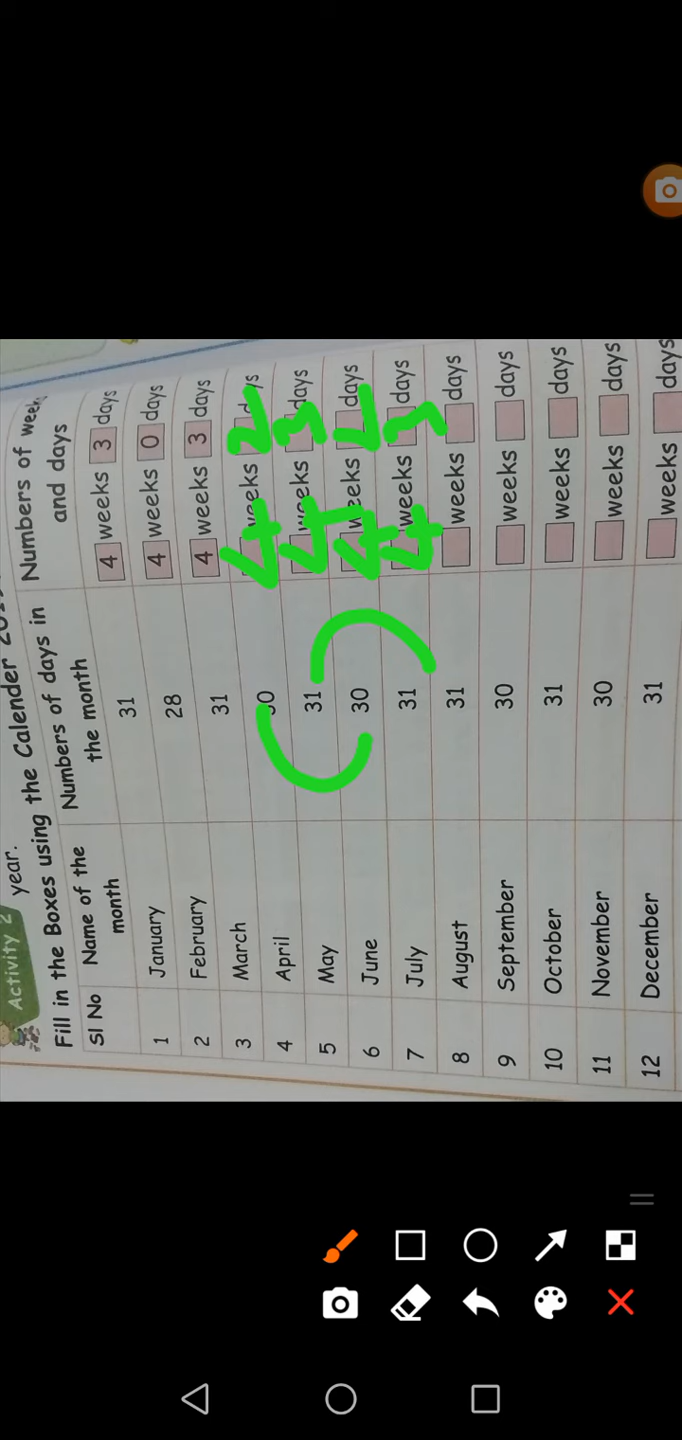 Activity 2
year.
Fill in the Boxes using the Calender
Sl No Name of the month Numbers of days in the month Numbers of week and days
1 January 31 4 weeks 3 days
2 February 28 4 weeks 0 days
3 March 31 4 weeks 3 days
4 April 30 4 weeks 2 days
5 May 31 4 weeks 3 days
6 June 30 4 weeks 2 days
7 July 31 4 weeks 3 days
8 August 31 weeks days
9 September 30 weeks days
10 October 31 weeks days
11 November 30 weeks days
12 December 31 weeks days